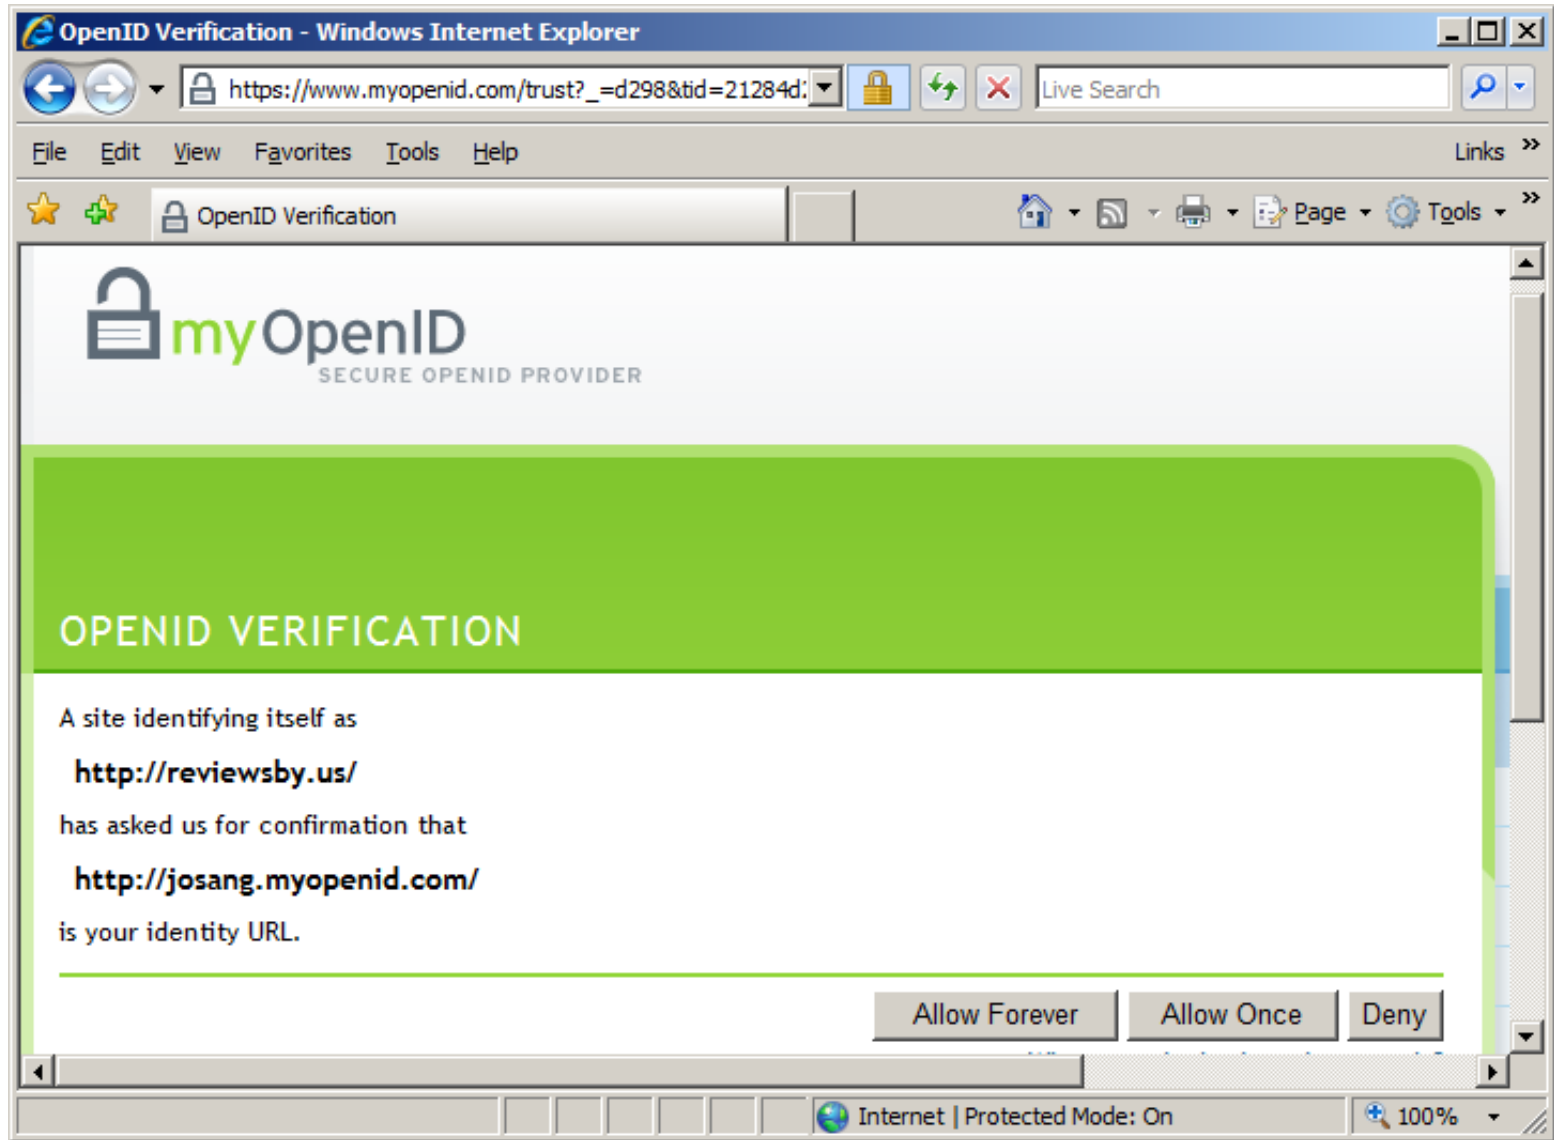 OpenID Verification - Windows Internet Explorer
https://www.myopenid.com/trust?_=d298&tid=21284d
Live Search
File Edit View Favorites Tools Help Links »
OpenID Verification Page Tools »
myOpenID
SECURE OPENID PROVIDER
OPENID VERIFICATION
A site identifying itself as
http://reviewsby.us/
has asked us for confirmation that
http://josang.myopenid.com/
is your identity URL.
Allow Forever Allow Once Deny
Internet | Protected Mode: On 100%